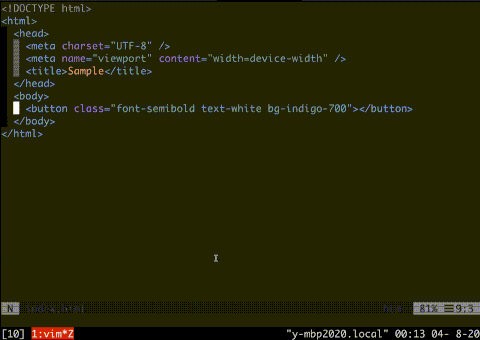 <!DOCTYPE html>
<html>
<head>
<meta charset="UTF-8" />
<meta name="viewport" content="width=device-width" />
<title>Sample</title>
</head>
<body>
<button class="font-semibold text-white bg-indigo-700"></button>
</body>
</html>
N 81% ☰9:3
[10] 1:vim*Z "y-mbp2020.local" 00:13 04- 8-20